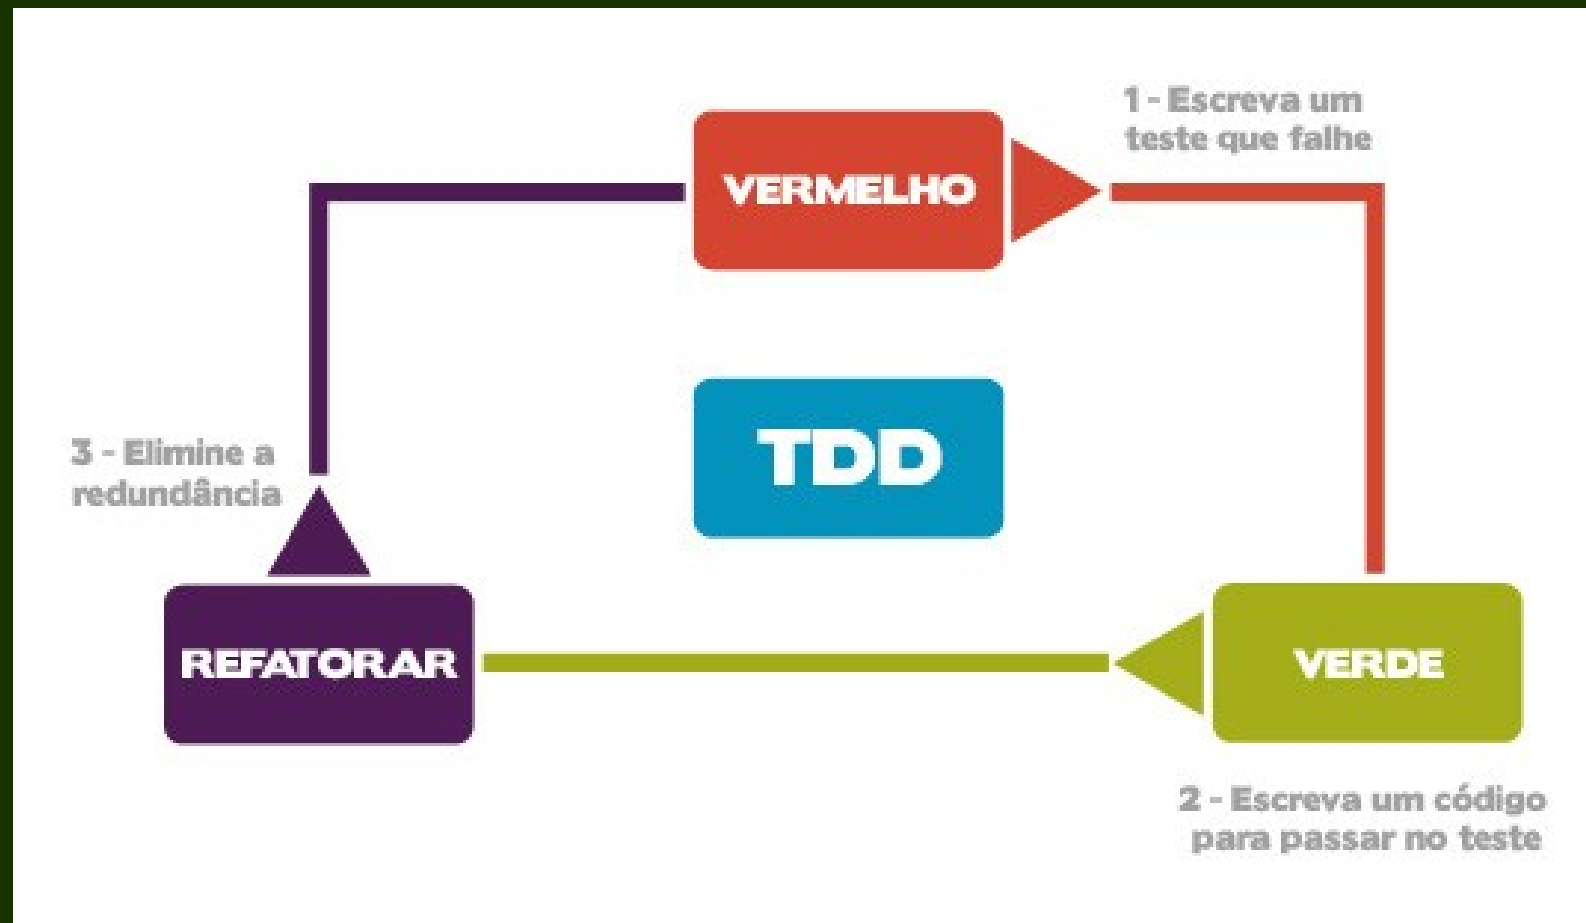 1 - Escreva um
teste que falhe
VERMELHO
TDD
3 - Elimine a
redundância
REFATORAR
VERDE
2 - Escreva um código
para passar no teste